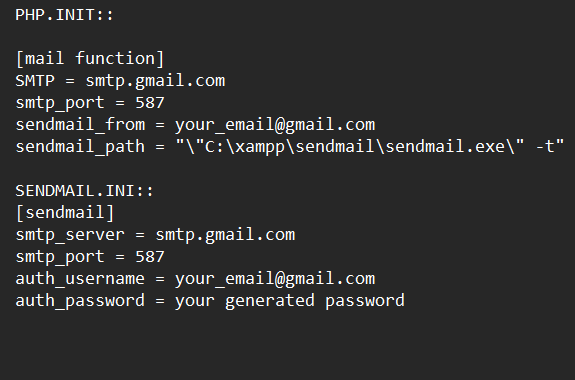 PHP.INIT::
[mail function]
SMTP = smtp.gmail.com
smtp_port = 587
sendmail_from = your_email@gmail.com
sendmail_path = "\"C:\xampp\sendmail\sendmail.exe\" -t"
SENDMAIL.INI::
[sendmail]
smtp_server = smtp.gmail.com
smtp_port = 587
auth_username = your_email@gmail.com
auth_password = your generated password